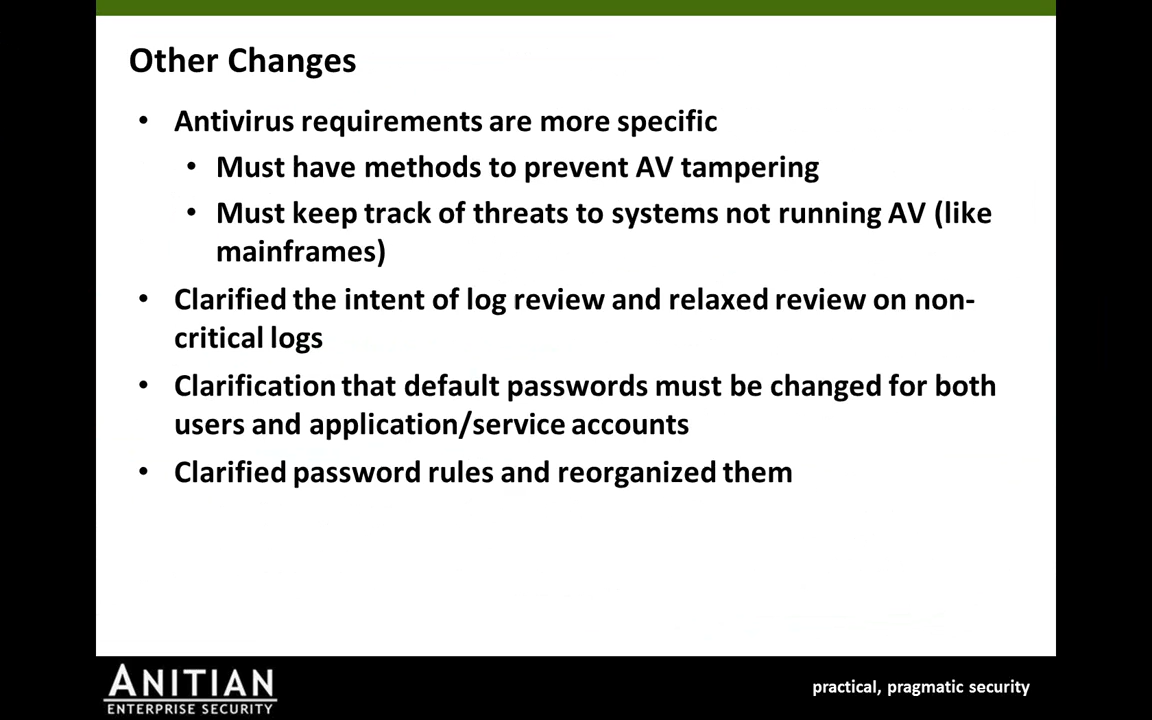 Other Changes
• Antivirus requirements are more specific
• Must have methods to prevent AV tampering
• Must keep track of threats to systems not running AV (like
mainframes)
• Clarified the intent of log review and relaxed review on non-
critical logs
• Clarification that default passwords must be changed for both
users and application/service accounts
• Clarified password rules and reorganized them
ANITIAN
ENTERPRISE SECURITY
practical, pragmatic security